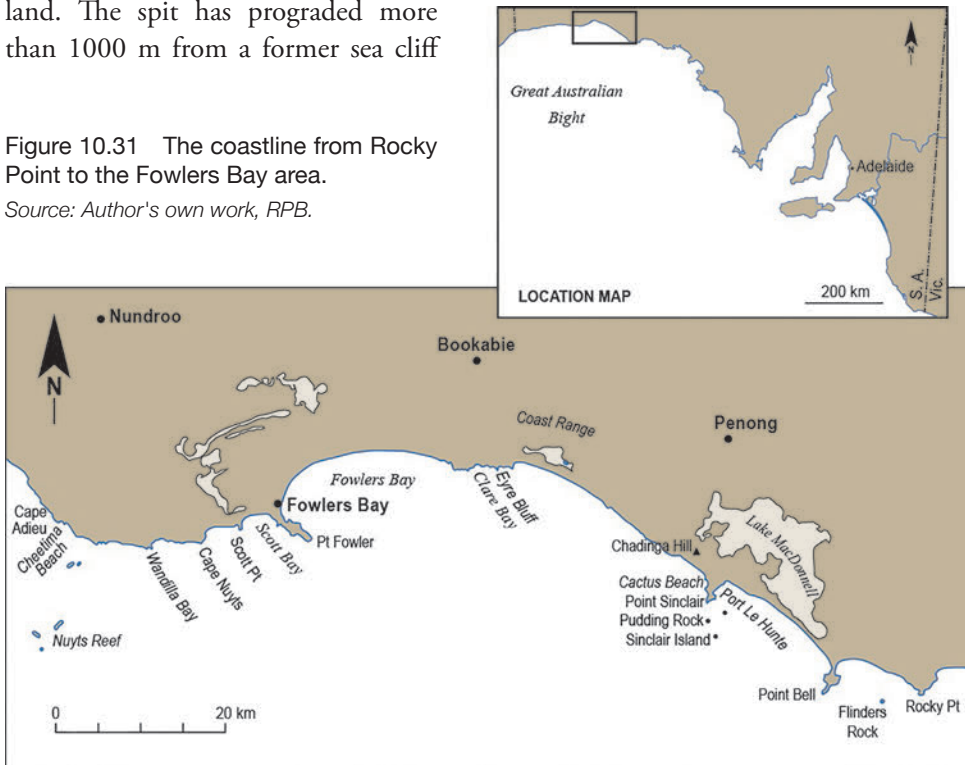 land. The spit has prograded more
than 1000 m from a former sea cliff
Figure 10.31 The coastline from Rocky
Point to the Fowlers Bay area.
Source: Author's own work, RPB.
N
Great Australian
Bight
Adelaide
S. A.
Vic.
LOCATION MAP
200 km
Nundroo
N
Bookabie
Coast Range
Penong
Fowlers Bay
Fowlers Bay
Pt Fowler
Eyre Bluff
Clare Bay
Cape
Adieu
Cheetima
Beach
Wandilla Bay
Cape Nuyts
Scott Pt
Scott Bay
Nuyts Reef
Lake MacDonnell
Chadinga Hill
Cactus Beach
Point Sinclair
Pudding Rock
Sinclair Island
Port Le Hunte
Point Bell
Flinders
Rock
Rocky Pt
0 20 km